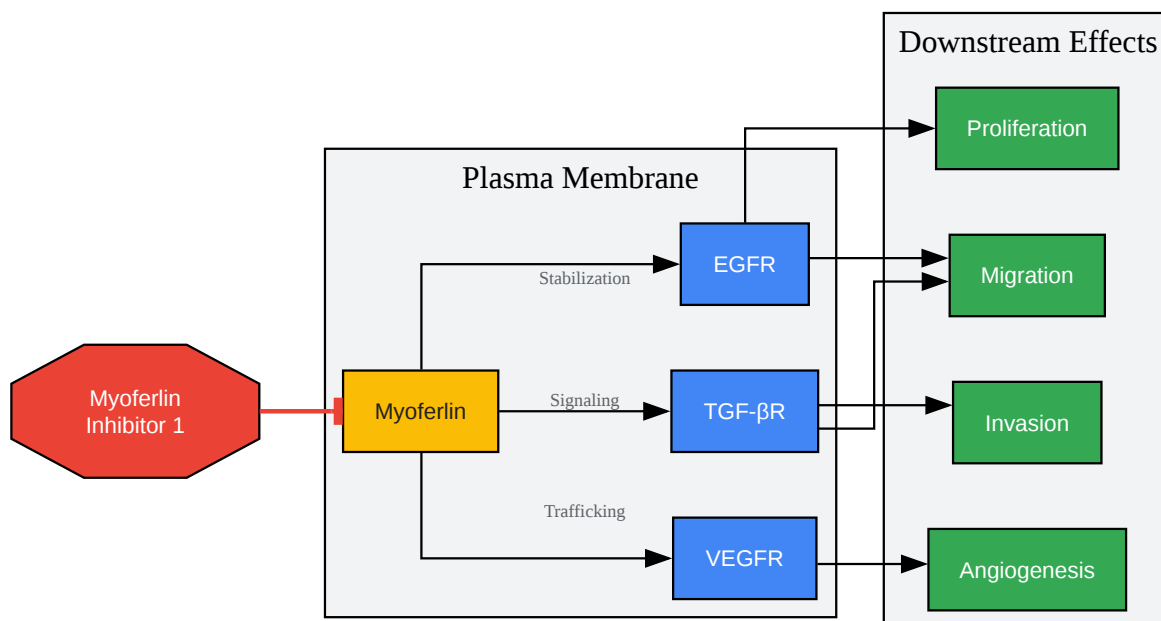 Downstream Effects
Proliferation
Plasma Membrane
EGFR
Migration
Stabilization
Myoferlin
Inhibitor 1
Myoferlin
Signaling
TGF-βR
Invasion
Trafficking
VEGFR
Angiogenesis